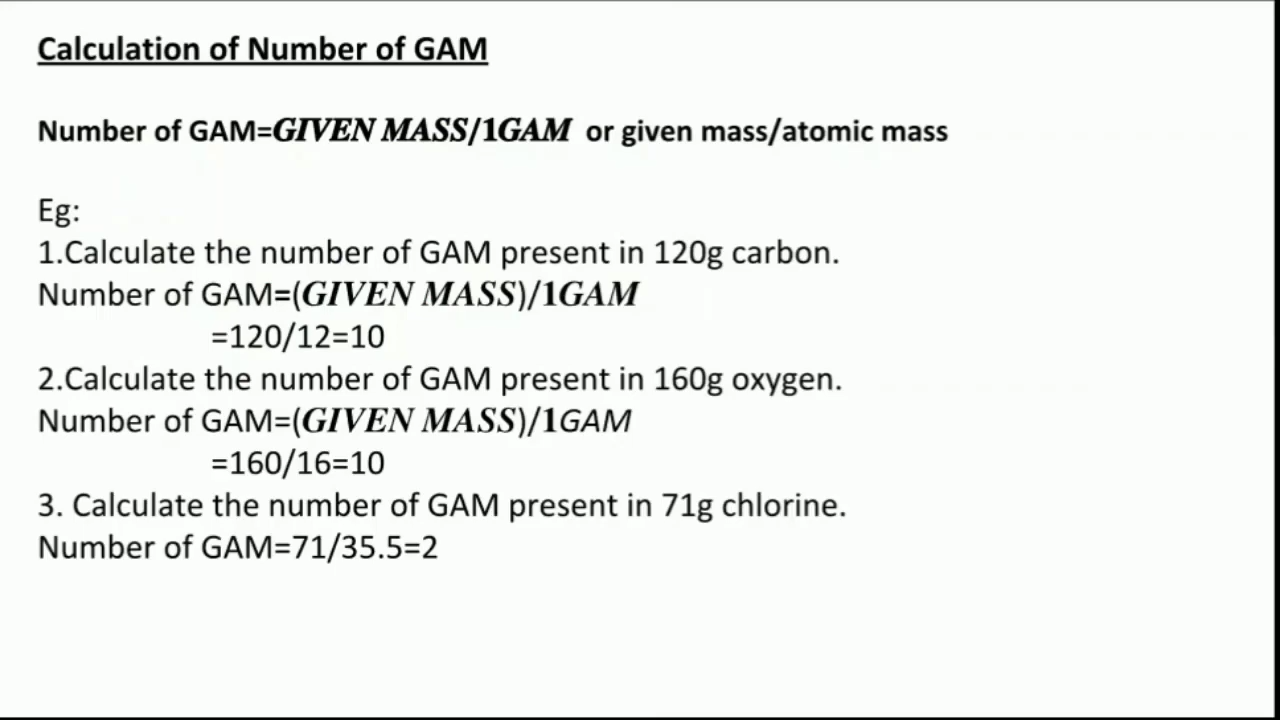 Calculation of Number of GAM
Number of GAM=GIVEN MASS/1GAM or given mass/atomic mass
Eg:
1.Calculate the number of GAM present in 120g carbon.
Number of GAM=(GIVEN MASS)/1GAM
=120/12=10
2.Calculate the number of GAM present in 160g oxygen.
Number of GAM=(GIVEN MASS)/1GAM
=160/16=10
3. Calculate the number of GAM present in 71g chlorine.
Number of GAM=71/35.5=2